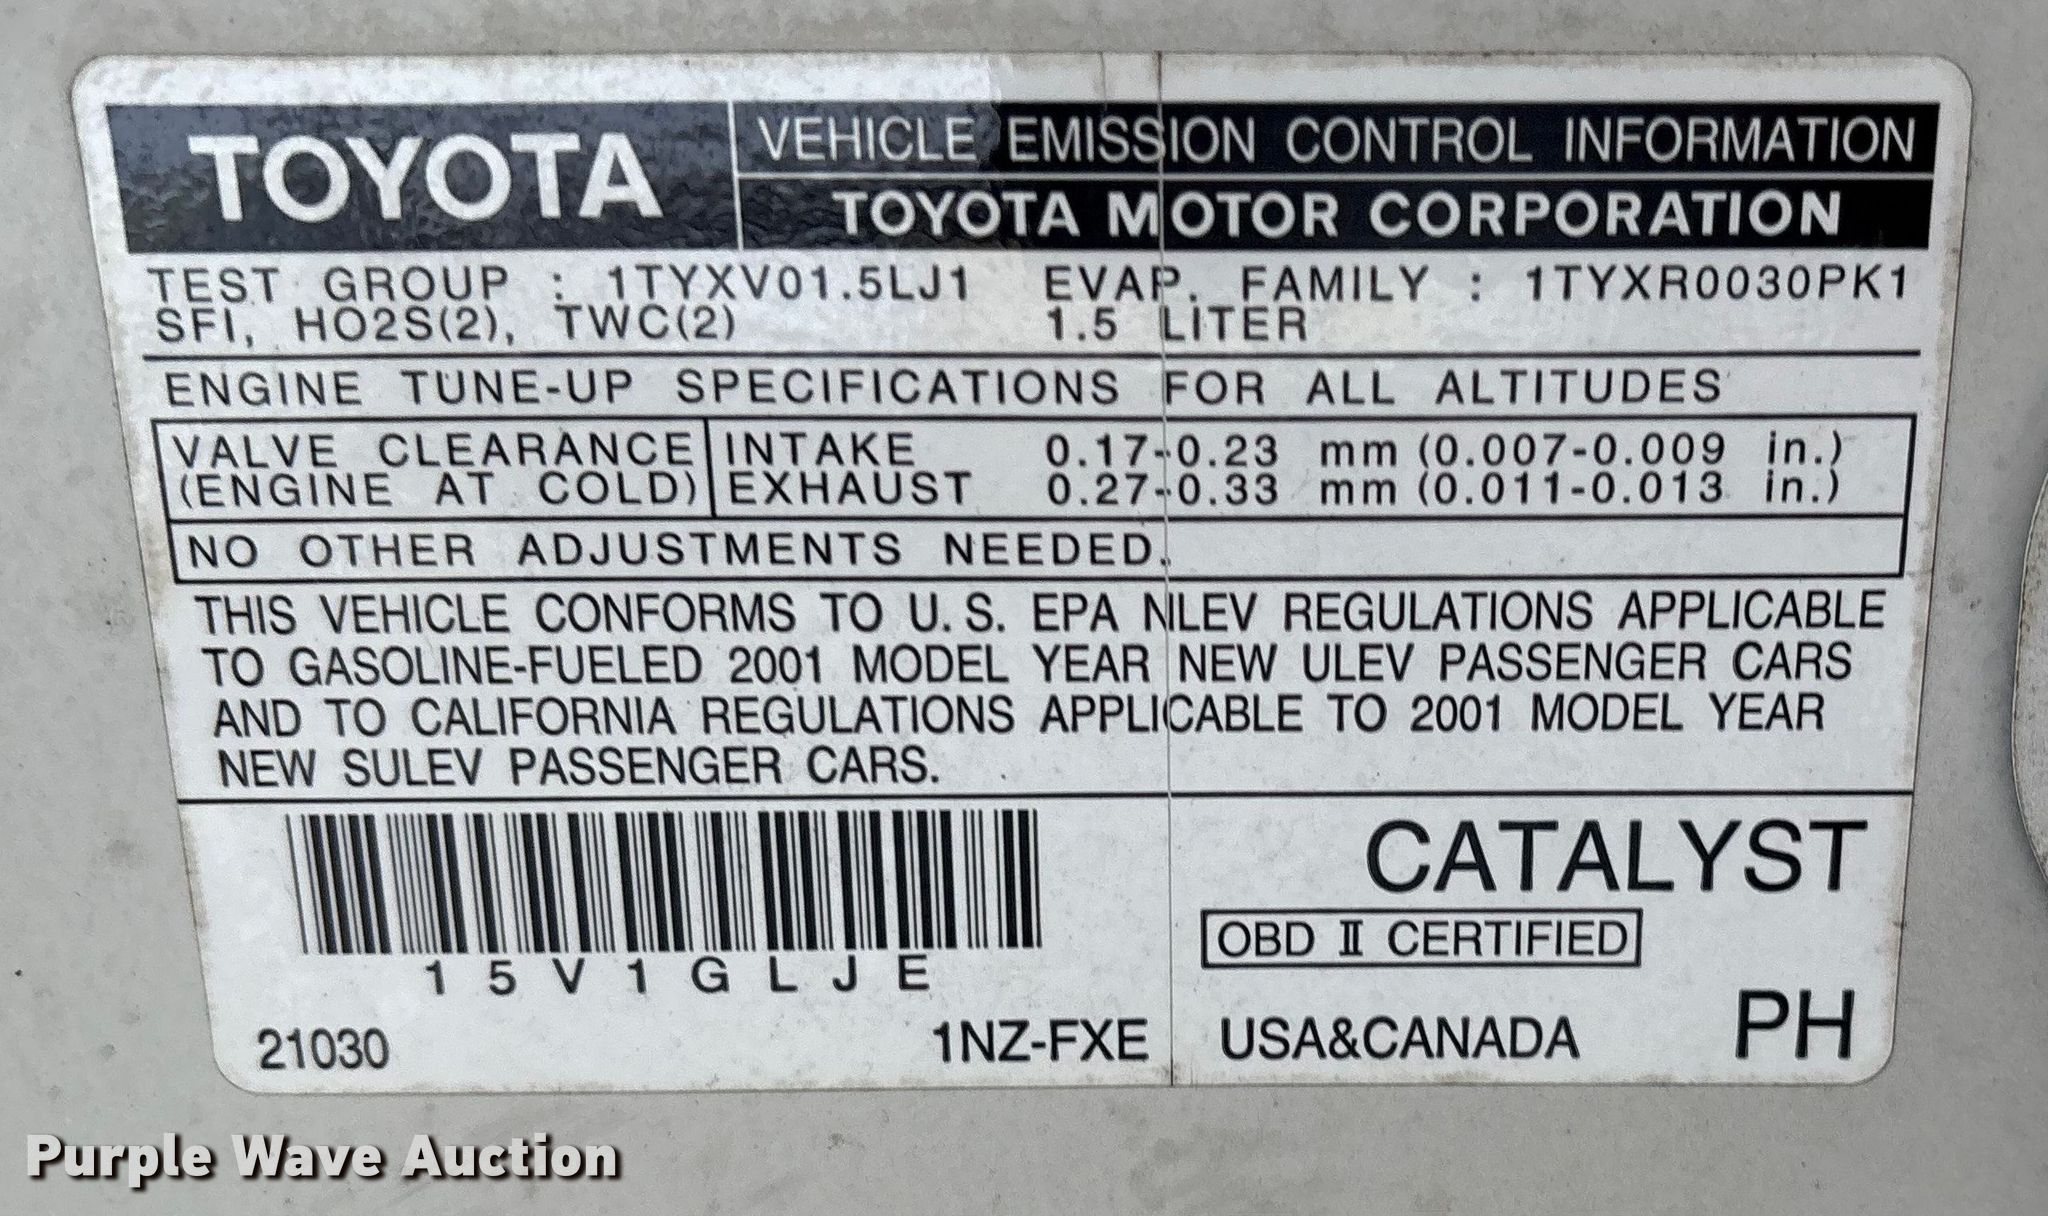 TOYOTA
VEHICLE EMISSION CONTROL INFORMATION
TOYOTA MOTOR CORPORATION
TEST GROUP : 1TYXV01.5LJ1 EVAP. FAMILY : 1TYXR0030PK1
SFI, HO2S(2), TWC(2) 1.5 LITER
ENGINE TUNE-UP SPECIFICATIONS FOR ALL ALTITUDES
VALVE CLEARANCE INTAKE 0.17-0.23 mm (0.007-0.009 in.)
(ENGINE AT COLD) EXHAUST 0.27-0.33 mm (0.011-0.013 in.)
NO OTHER ADJUSTMENTS NEEDED.
THIS VEHICLE CONFORMS TO U.S. EPA NLEV REGULATIONS APPLICABLE
TO GASOLINE-FUELED 2001 MODEL YEAR NEW ULEV PASSENGER CARS
AND TO CALIFORNIA REGULATIONS APPLICABLE TO 2001 MODEL YEAR
NEW SULEV PASSENGER CARS.
CATALYST
OBD II CERTIFIED
15V1GLJE
21030 1NZ-FXE USA&CANADA PH
Purple Wave Auction